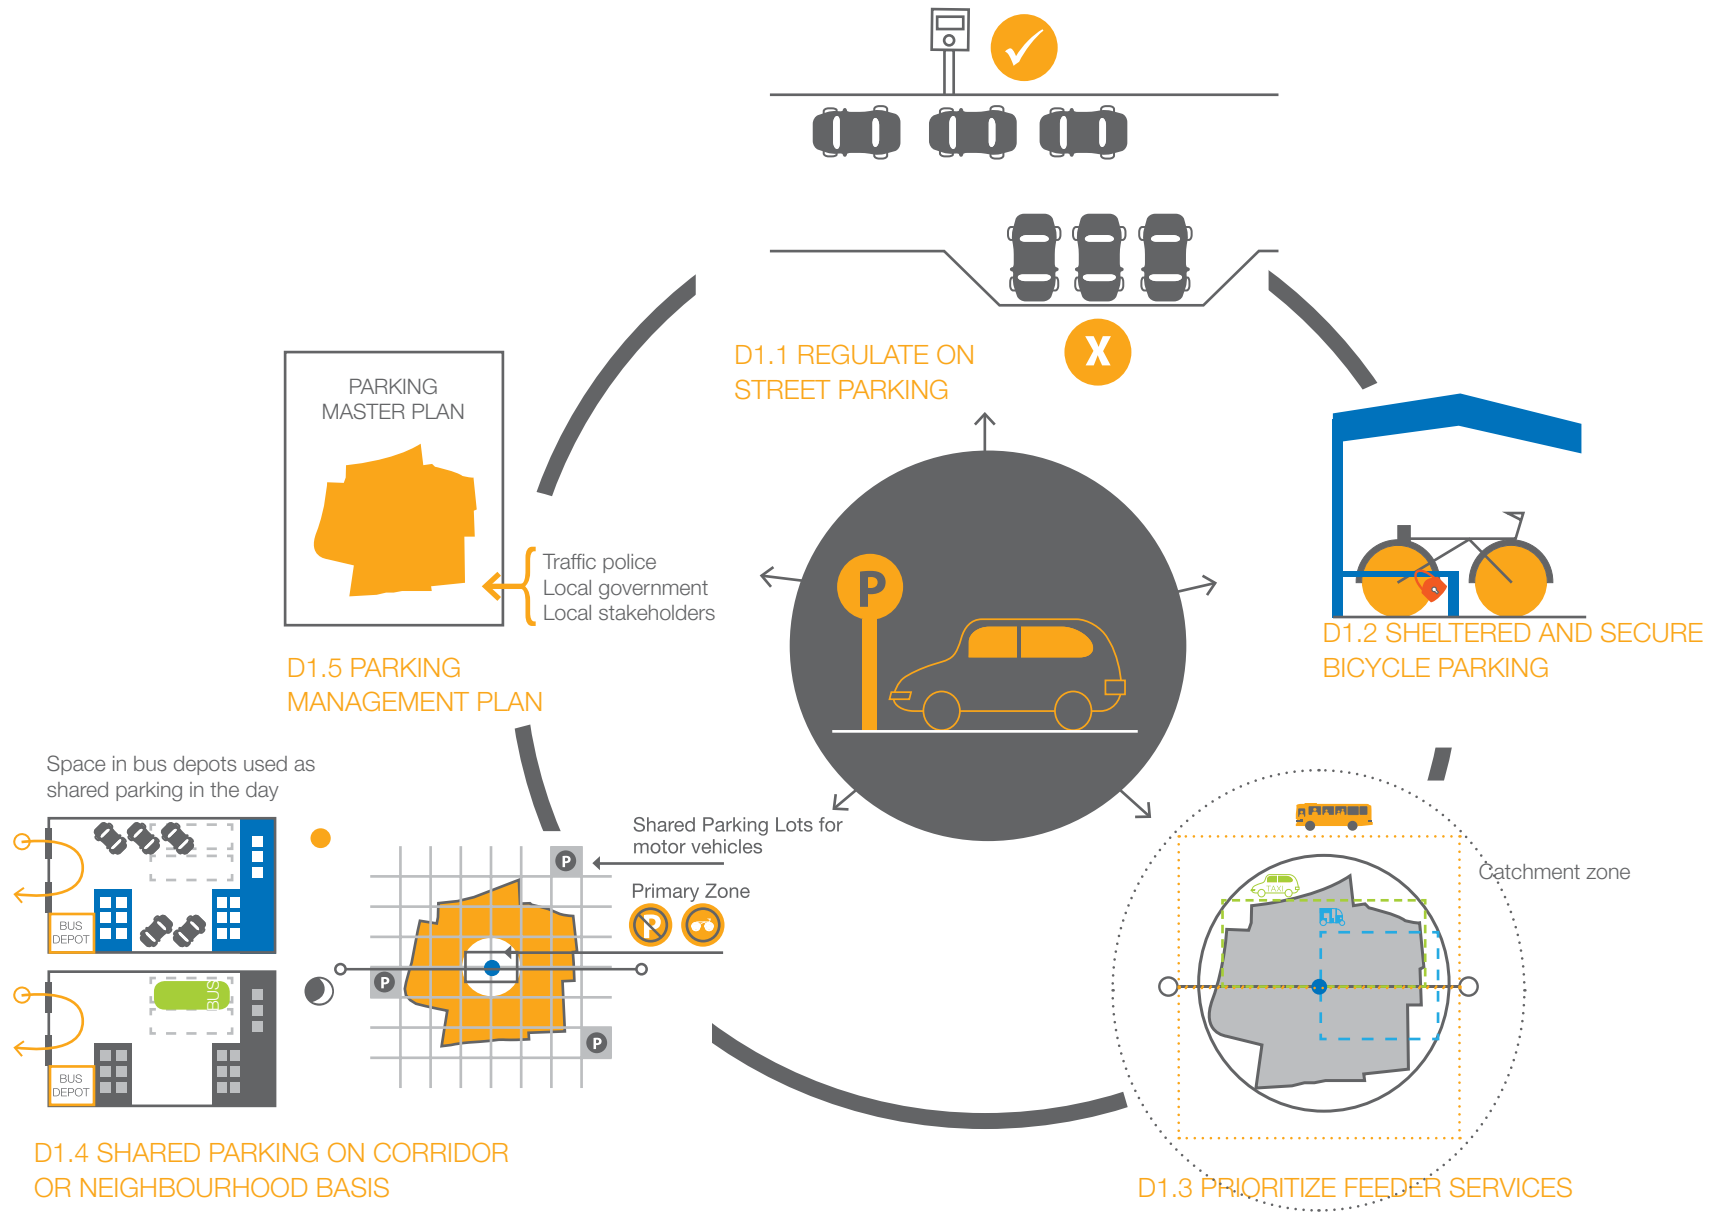 X
D1.1 REGULATE ON
STREET PARKING
PARKING
MASTER PLAN
Traffic police
Local government
Local stakeholders
D1.5 PARKING
MANAGEMENT PLAN
P
D1.2 SHELTERED AND SECURE
BICYCLE PARKING
Space in bus depots used as
shared parking in the day
BUS
DEPOT
BUS
BUS
DEPOT
Shared Parking Lots for
motor vehicles
P
Primary Zone
P
P
P
D1.4 SHARED PARKING ON CORRIDOR
OR NEIGHBOURHOOD BASIS
Catchment zone
TAXI
D1.3 PRIORITIZE FEEDER SERVICES